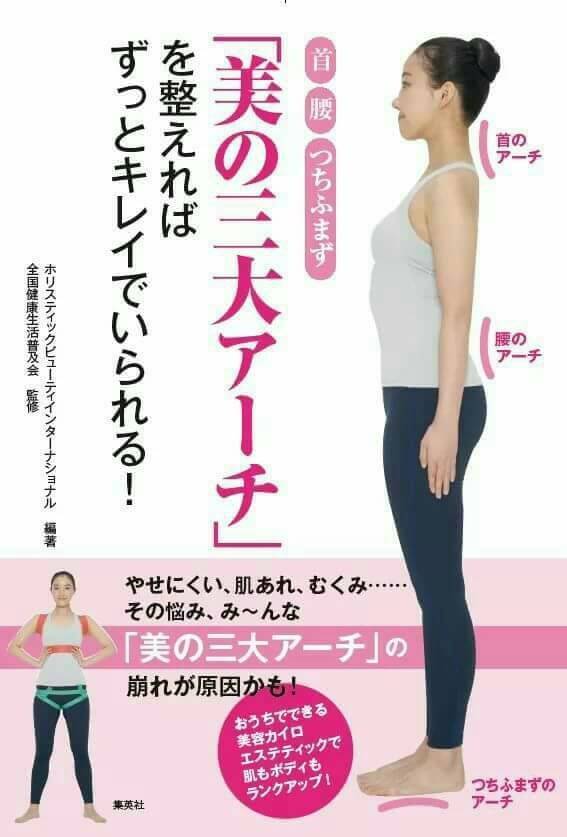 首 腰 つちふまず
「美の三大アーチ」
を整えれば
ずっとキレイでいられる！
ホリスティックビューティインターナショナル 編著
全国健康生活普及会 監修
首の
アーチ
腰の
アーチ
やせにくい、肌あれ、むくみ……
その悩み、み〜んな
「美の三大アーチ」の
崩れが原因かも！
おうちでできる
美容カイロ
エステティックで
肌もボディも
ランクアップ！
つちふまずの
アーチ
集英社